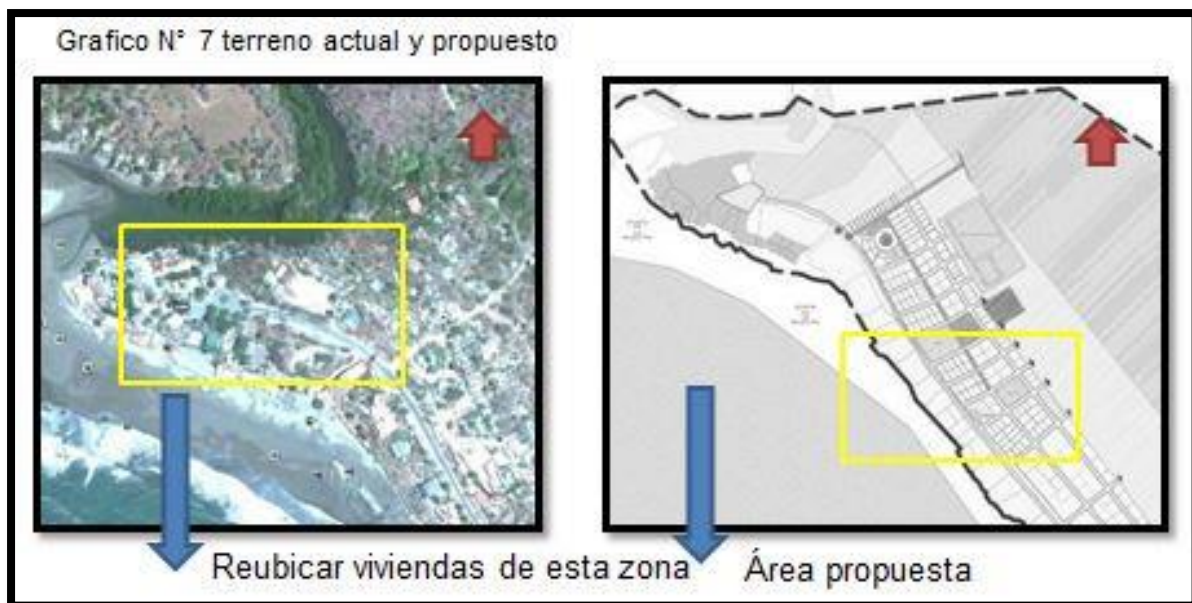 Grafico N° 7 terreno actual y propuesto
Reubicar viviendas de esta zona
Área propuesta